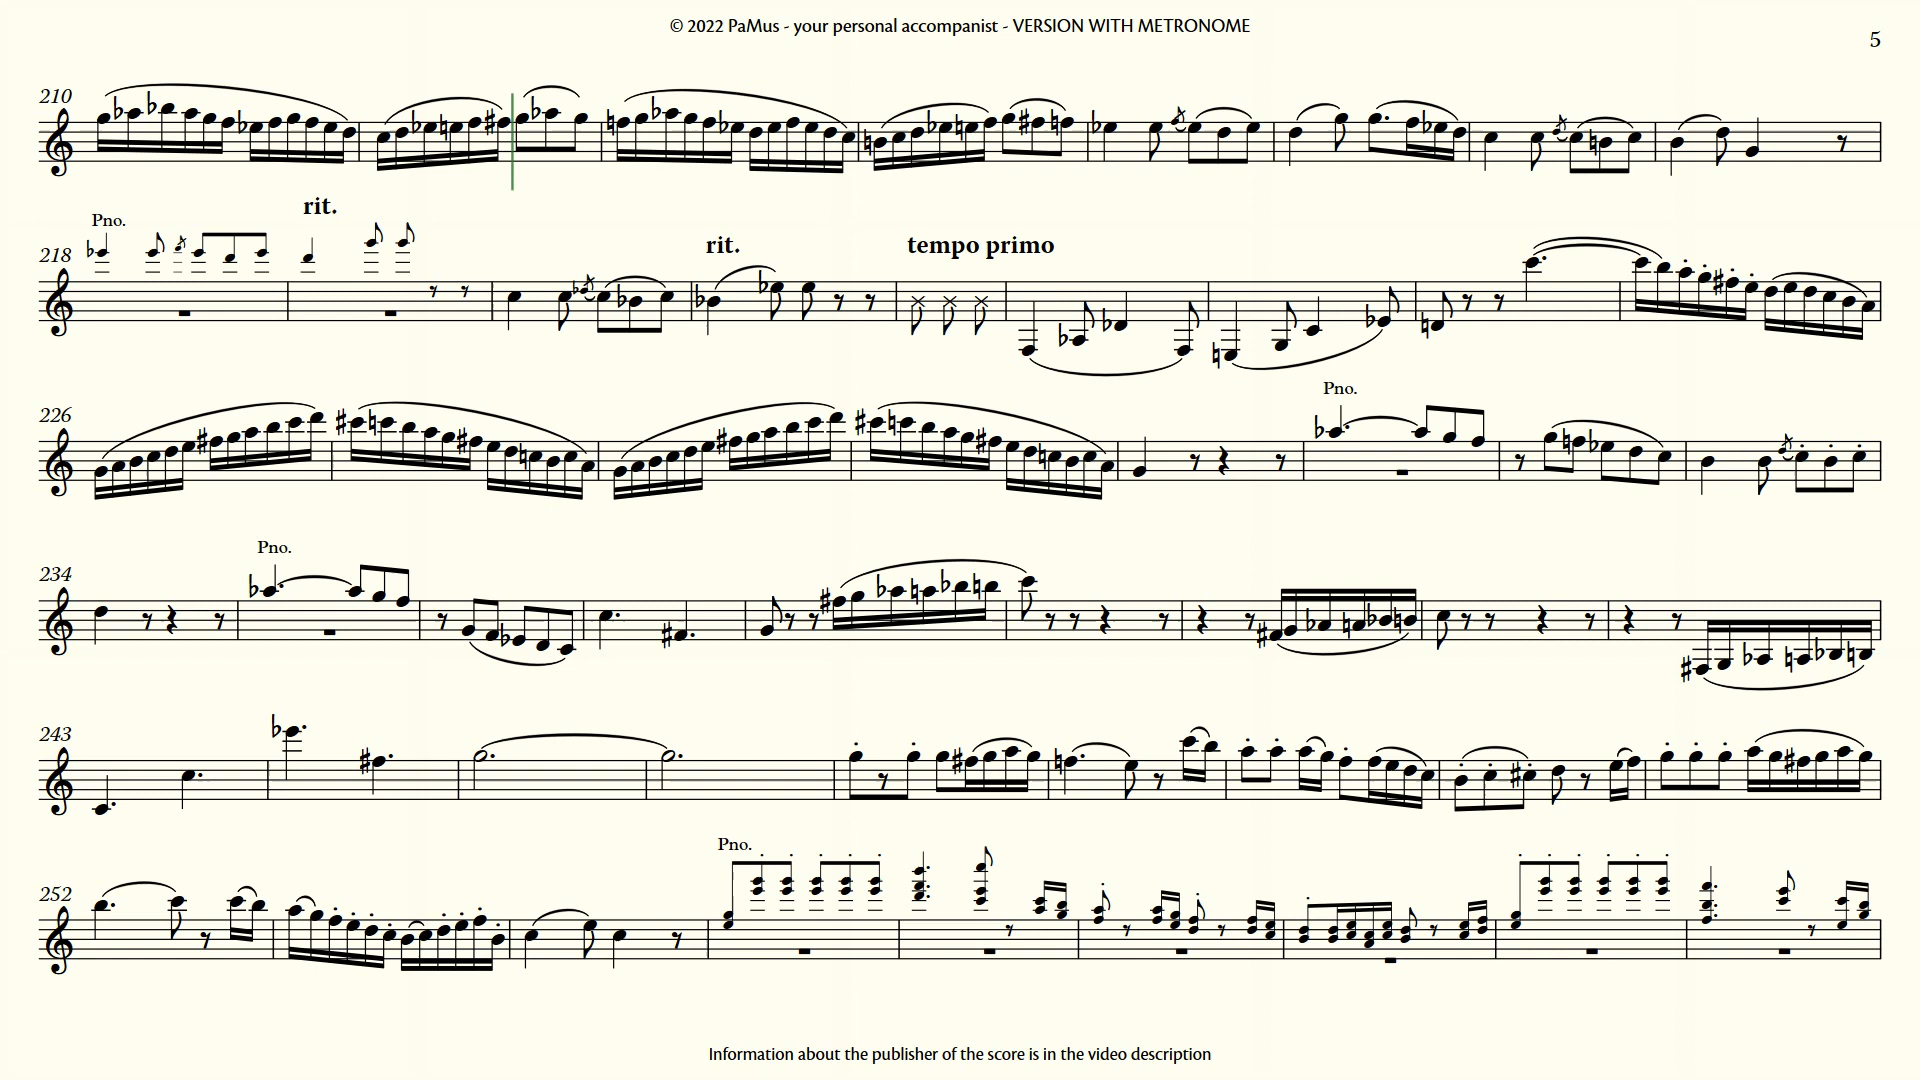 © 2022 PaMus - your personal accompanist - VERSION WITH METRONOME
5
210
rit.
Pno.
rit.
tempo primo
218
Pno.
226
Pno.
234
243
Pno.
252
Information about the publisher of the score is in the video description